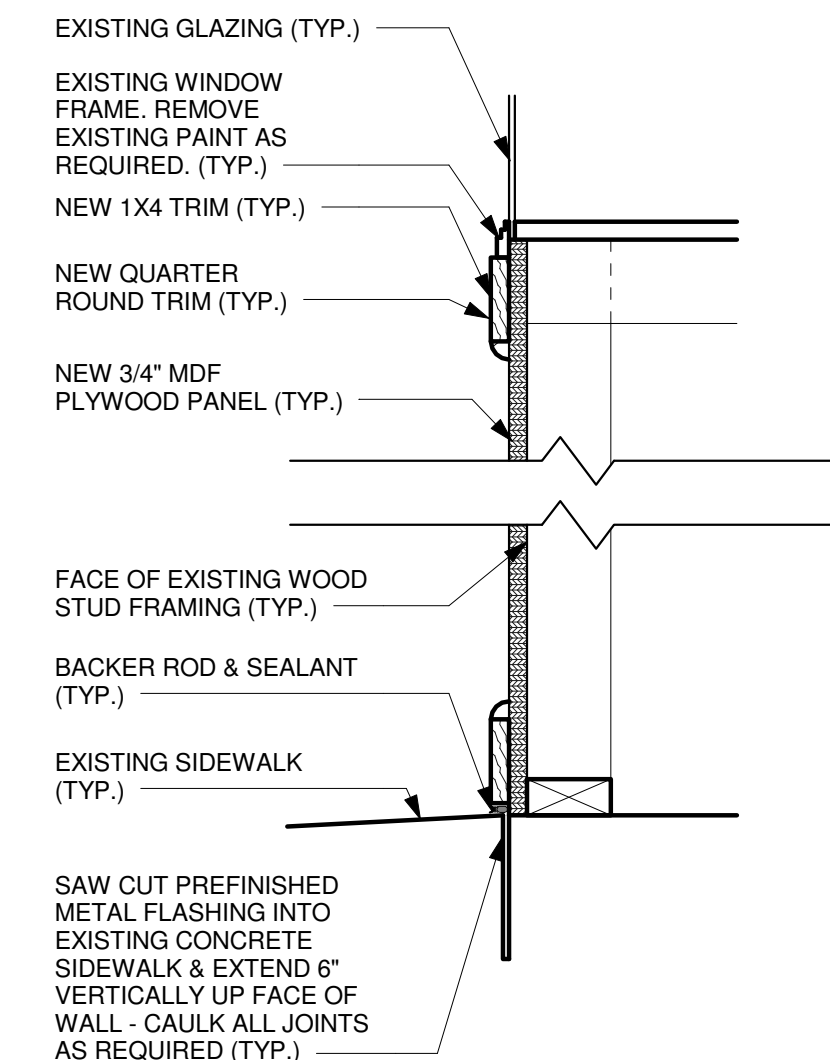 EXISTING GLAZING (TYP.)
EXISTING WINDOW
FRAME. REMOVE
EXISTING PAINT AS
REQUIRED. (TYP.)
NEW 1X4 TRIM (TYP.)
NEW QUARTER
ROUND TRIM (TYP.)
NEW 3/4" MDF
PLYWOOD PANEL (TYP.)
FACE OF EXISTING WOOD
STUD FRAMING (TYP.)
BACKER ROD & SEALANT
(TYP.)
EXISTING SIDEWALK
(TYP.)
SAW CUT PREFINISHED
METAL FLASHING INTO
EXISTING CONCRETE
SIDEWALK & EXTEND 6"
VERTICALLY UP FACE OF
WALL - CAULK ALL JOINTS
AS REQUIRED (TYP.)